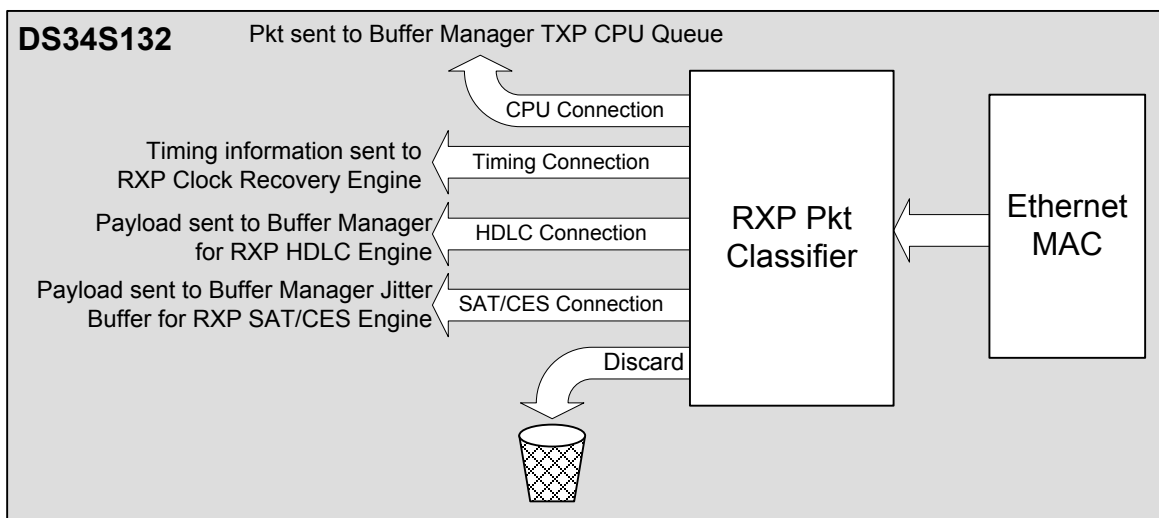 DS34S132
Pkt sent to Buffer Manager TXP CPU Queue
CPU Connection
Timing information sent to
RXP Clock Recovery Engine
Timing Connection
Payload sent to Buffer Manager
for RXP HDLC Engine
HDLC Connection
Payload sent to Buffer Manager Jitter
Buffer for RXP SAT/CES Engine
SAT/CES Connection
Discard
RXP Pkt
Classifier
Ethernet
MAC